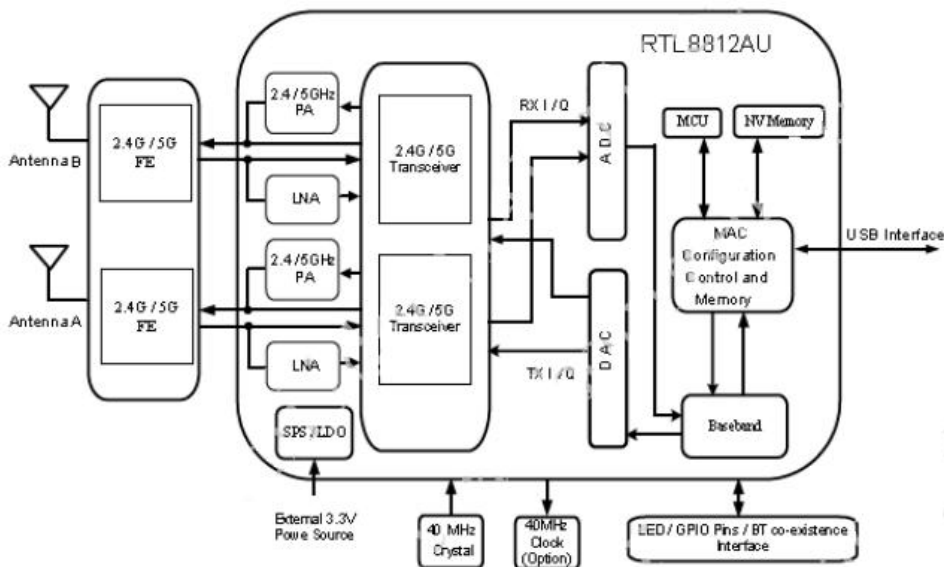 RTL8812AU
2.4 / 5GHz
PA
RX I / Q
A D C
MCU
NV Memory
2.4G / 5G
FE
2.4G / 5G
Transceiver
Antenna B
LNA
MAC
Configuration
Control and
Memory
USB Interface
2.4 / 5GHz
PA
2.4G / 5G
FE
2.4G / 5G
Transceiver
Antenna A
LNA
TX I / Q
D A C
SPS / LDO
Baseband
External 3.3V
Powe Source
40 MHz
Crystal
40MHz
Clock
(Option)
LED / GPIO Pins / BT co-existence
Interface